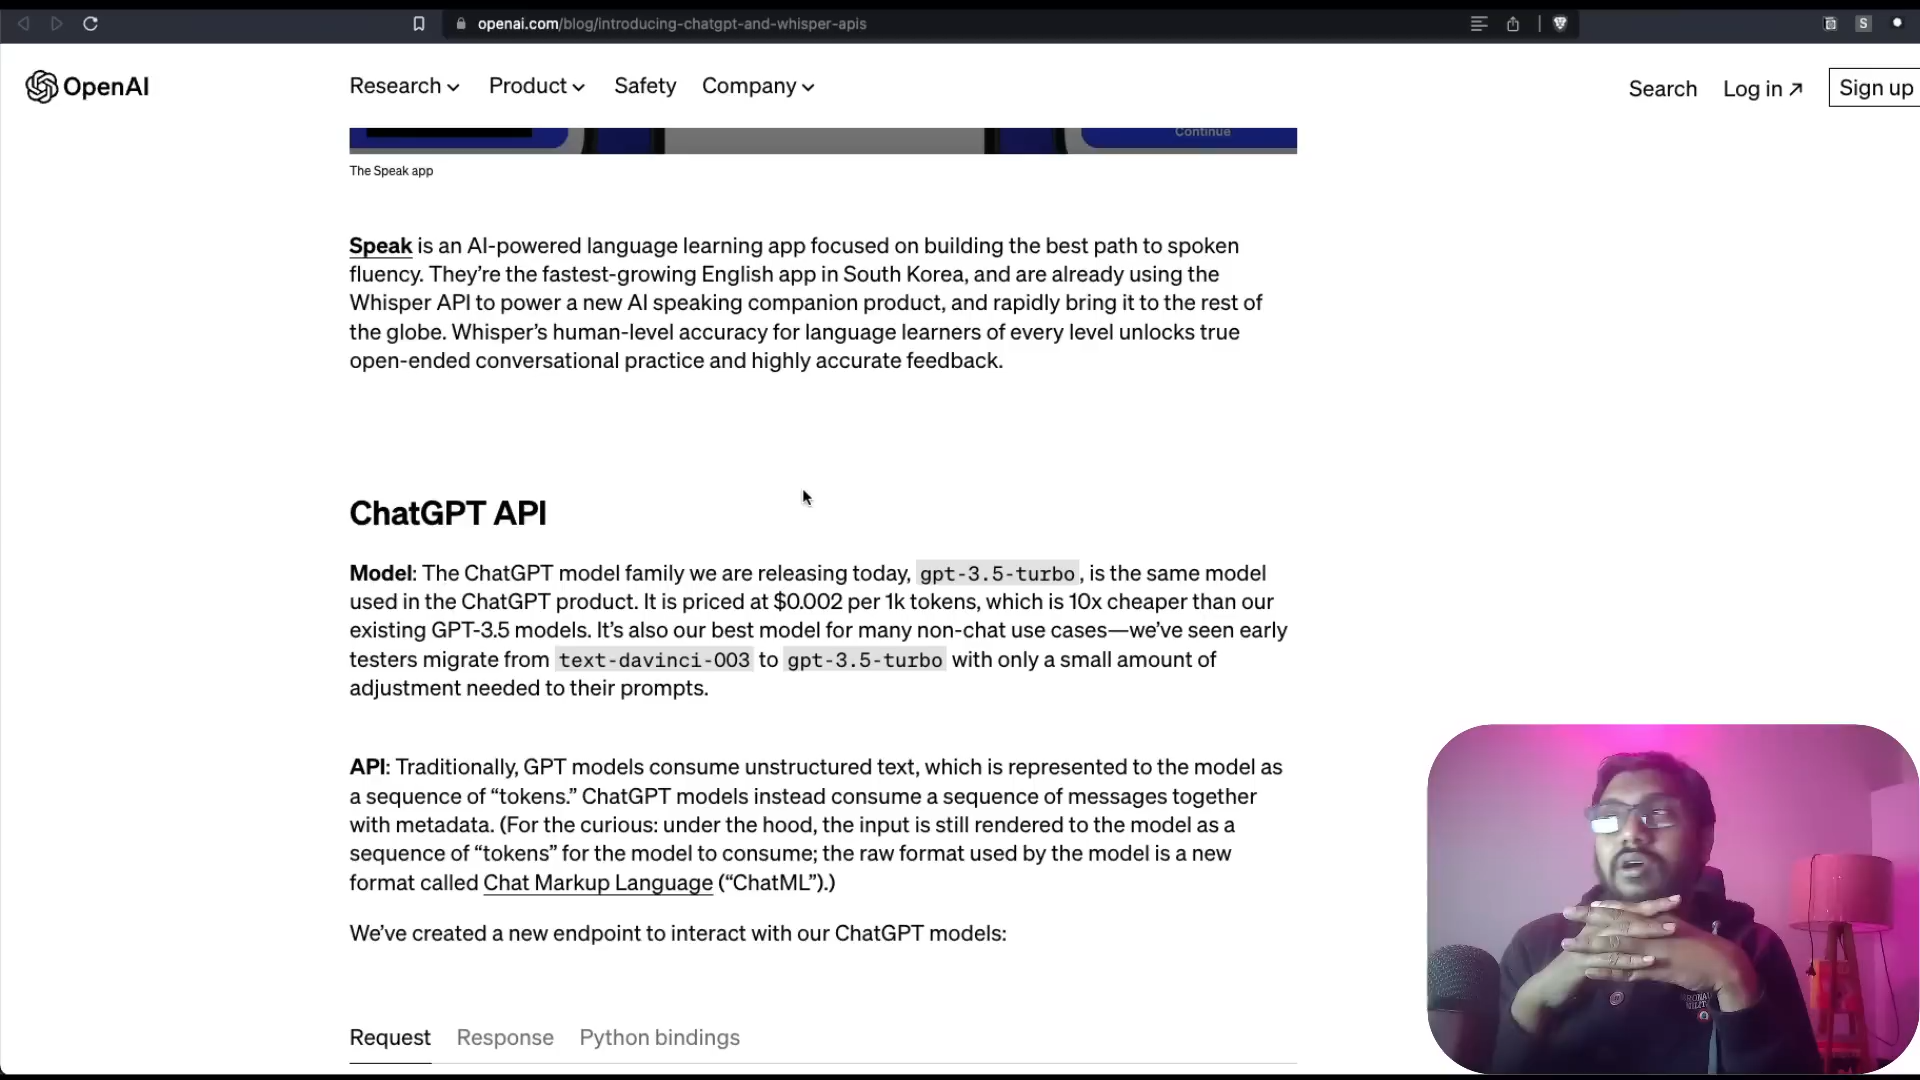 openai.com/blog/introducing-chatgpt-and-whisper-apis
S
OpenAI
Research
Product
Safety
Company
Search
Log in ↗
Sign up
Continue
The Speak app
Speak is an AI-powered language learning app focused on building the best path to spoken
fluency. They’re the fastest-growing English app in South Korea, and are already using the
Whisper API to power a new AI speaking companion product, and rapidly bring it to the rest of
the globe. Whisper’s human-level accuracy for language learners of every level unlocks true
open-ended conversational practice and highly accurate feedback.
ChatGPT API
Model: The ChatGPT model family we are releasing today, gpt-3.5-turbo, is the same model
used in the ChatGPT product. It is priced at $0.002 per 1k tokens, which is 10x cheaper than our
existing GPT-3.5 models. It’s also our best model for many non-chat use cases—we’ve seen early
testers migrate from text-davinci-003 to gpt-3.5-turbo with only a small amount of
adjustment needed to their prompts.
API: Traditionally, GPT models consume unstructured text, which is represented to the model as
a sequence of “tokens.” ChatGPT models instead consume a sequence of messages together
with metadata. (For the curious: under the hood, the input is still rendered to the model as a
sequence of “tokens” for the model to consume; the raw format used by the model is a new
format called Chat Markup Language (“ChatML”).)
We’ve created a new endpoint to interact with our ChatGPT models:
Request
Response
Python bindings